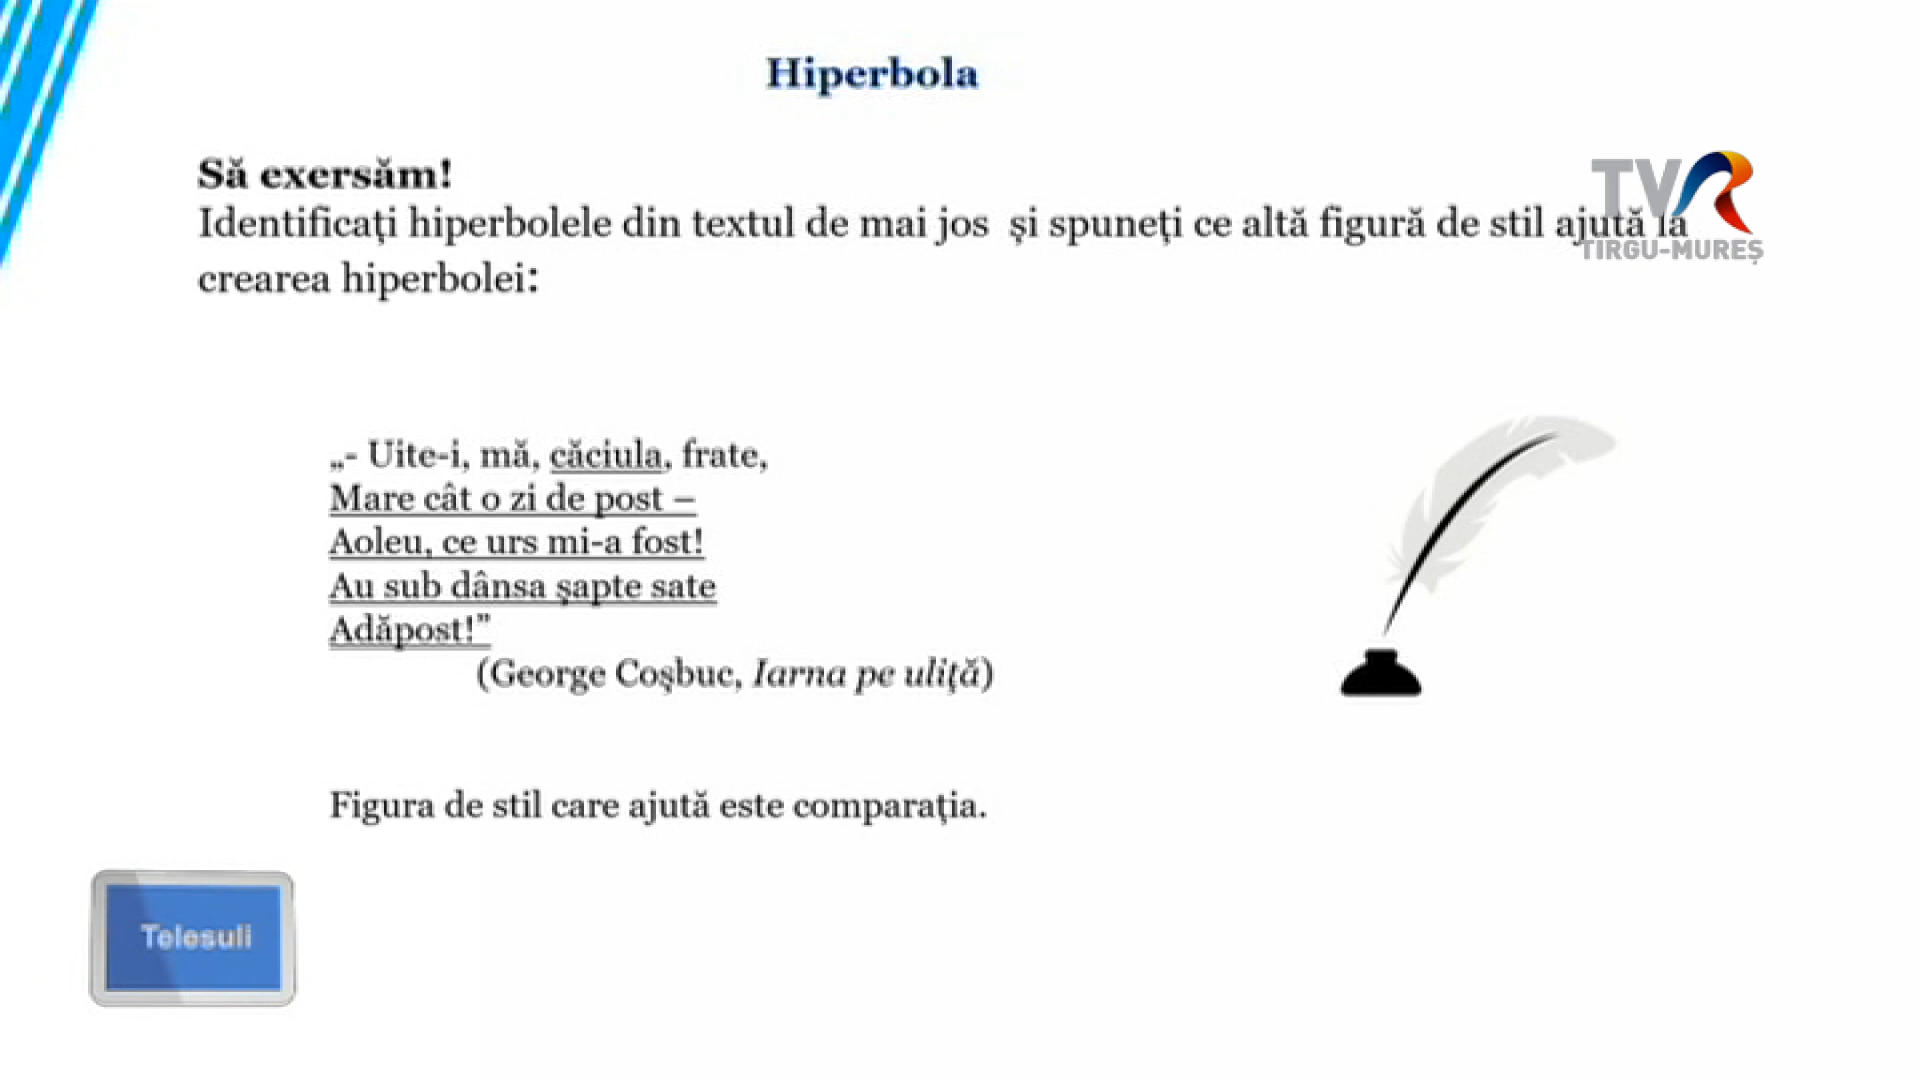 Hiperbola
Să exersăm!
TVR
Identificați hiperbolele din textul de mai jos și spuneți ce altă figură de stil ajută la
TIRGU-MUREȘ
crearea hiperbolei:
„- Uite-i, mă, căciula, frate,
Mare cât o zi de post –
Aoleu, ce urs mi-a fost!
Au sub dânsa șapte sate
Adăpost!”
(George Coșbuc, Iarna pe uliță)
Figura de stil care ajută este comparația.
Telesuli